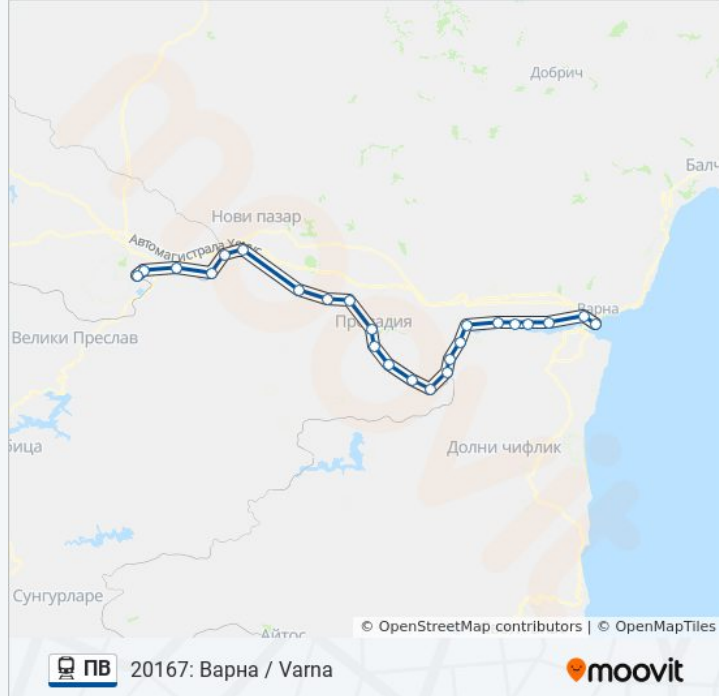 Добрич
Балч
Нови пазар
Автомагистрала Хе
Варна
Провадия
Велики Преслав
бица
Долни чифлик
Сунгурларе
Айтос
© OpenStreetMap contributors | © OpenMapTiles
ПВ 20167: Варна / Varna
moovit